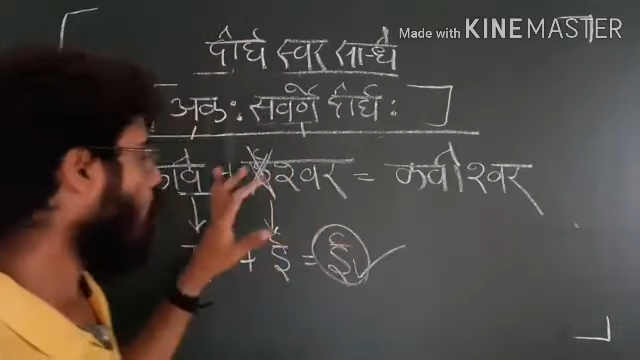 Made with KINEMASTER
दीर्घ स्वर सन्धि
[ अक: सवर्णे दीर्घ: ]
कवि + ईश्वर = कवीश्वर
+ ई = ई ✓